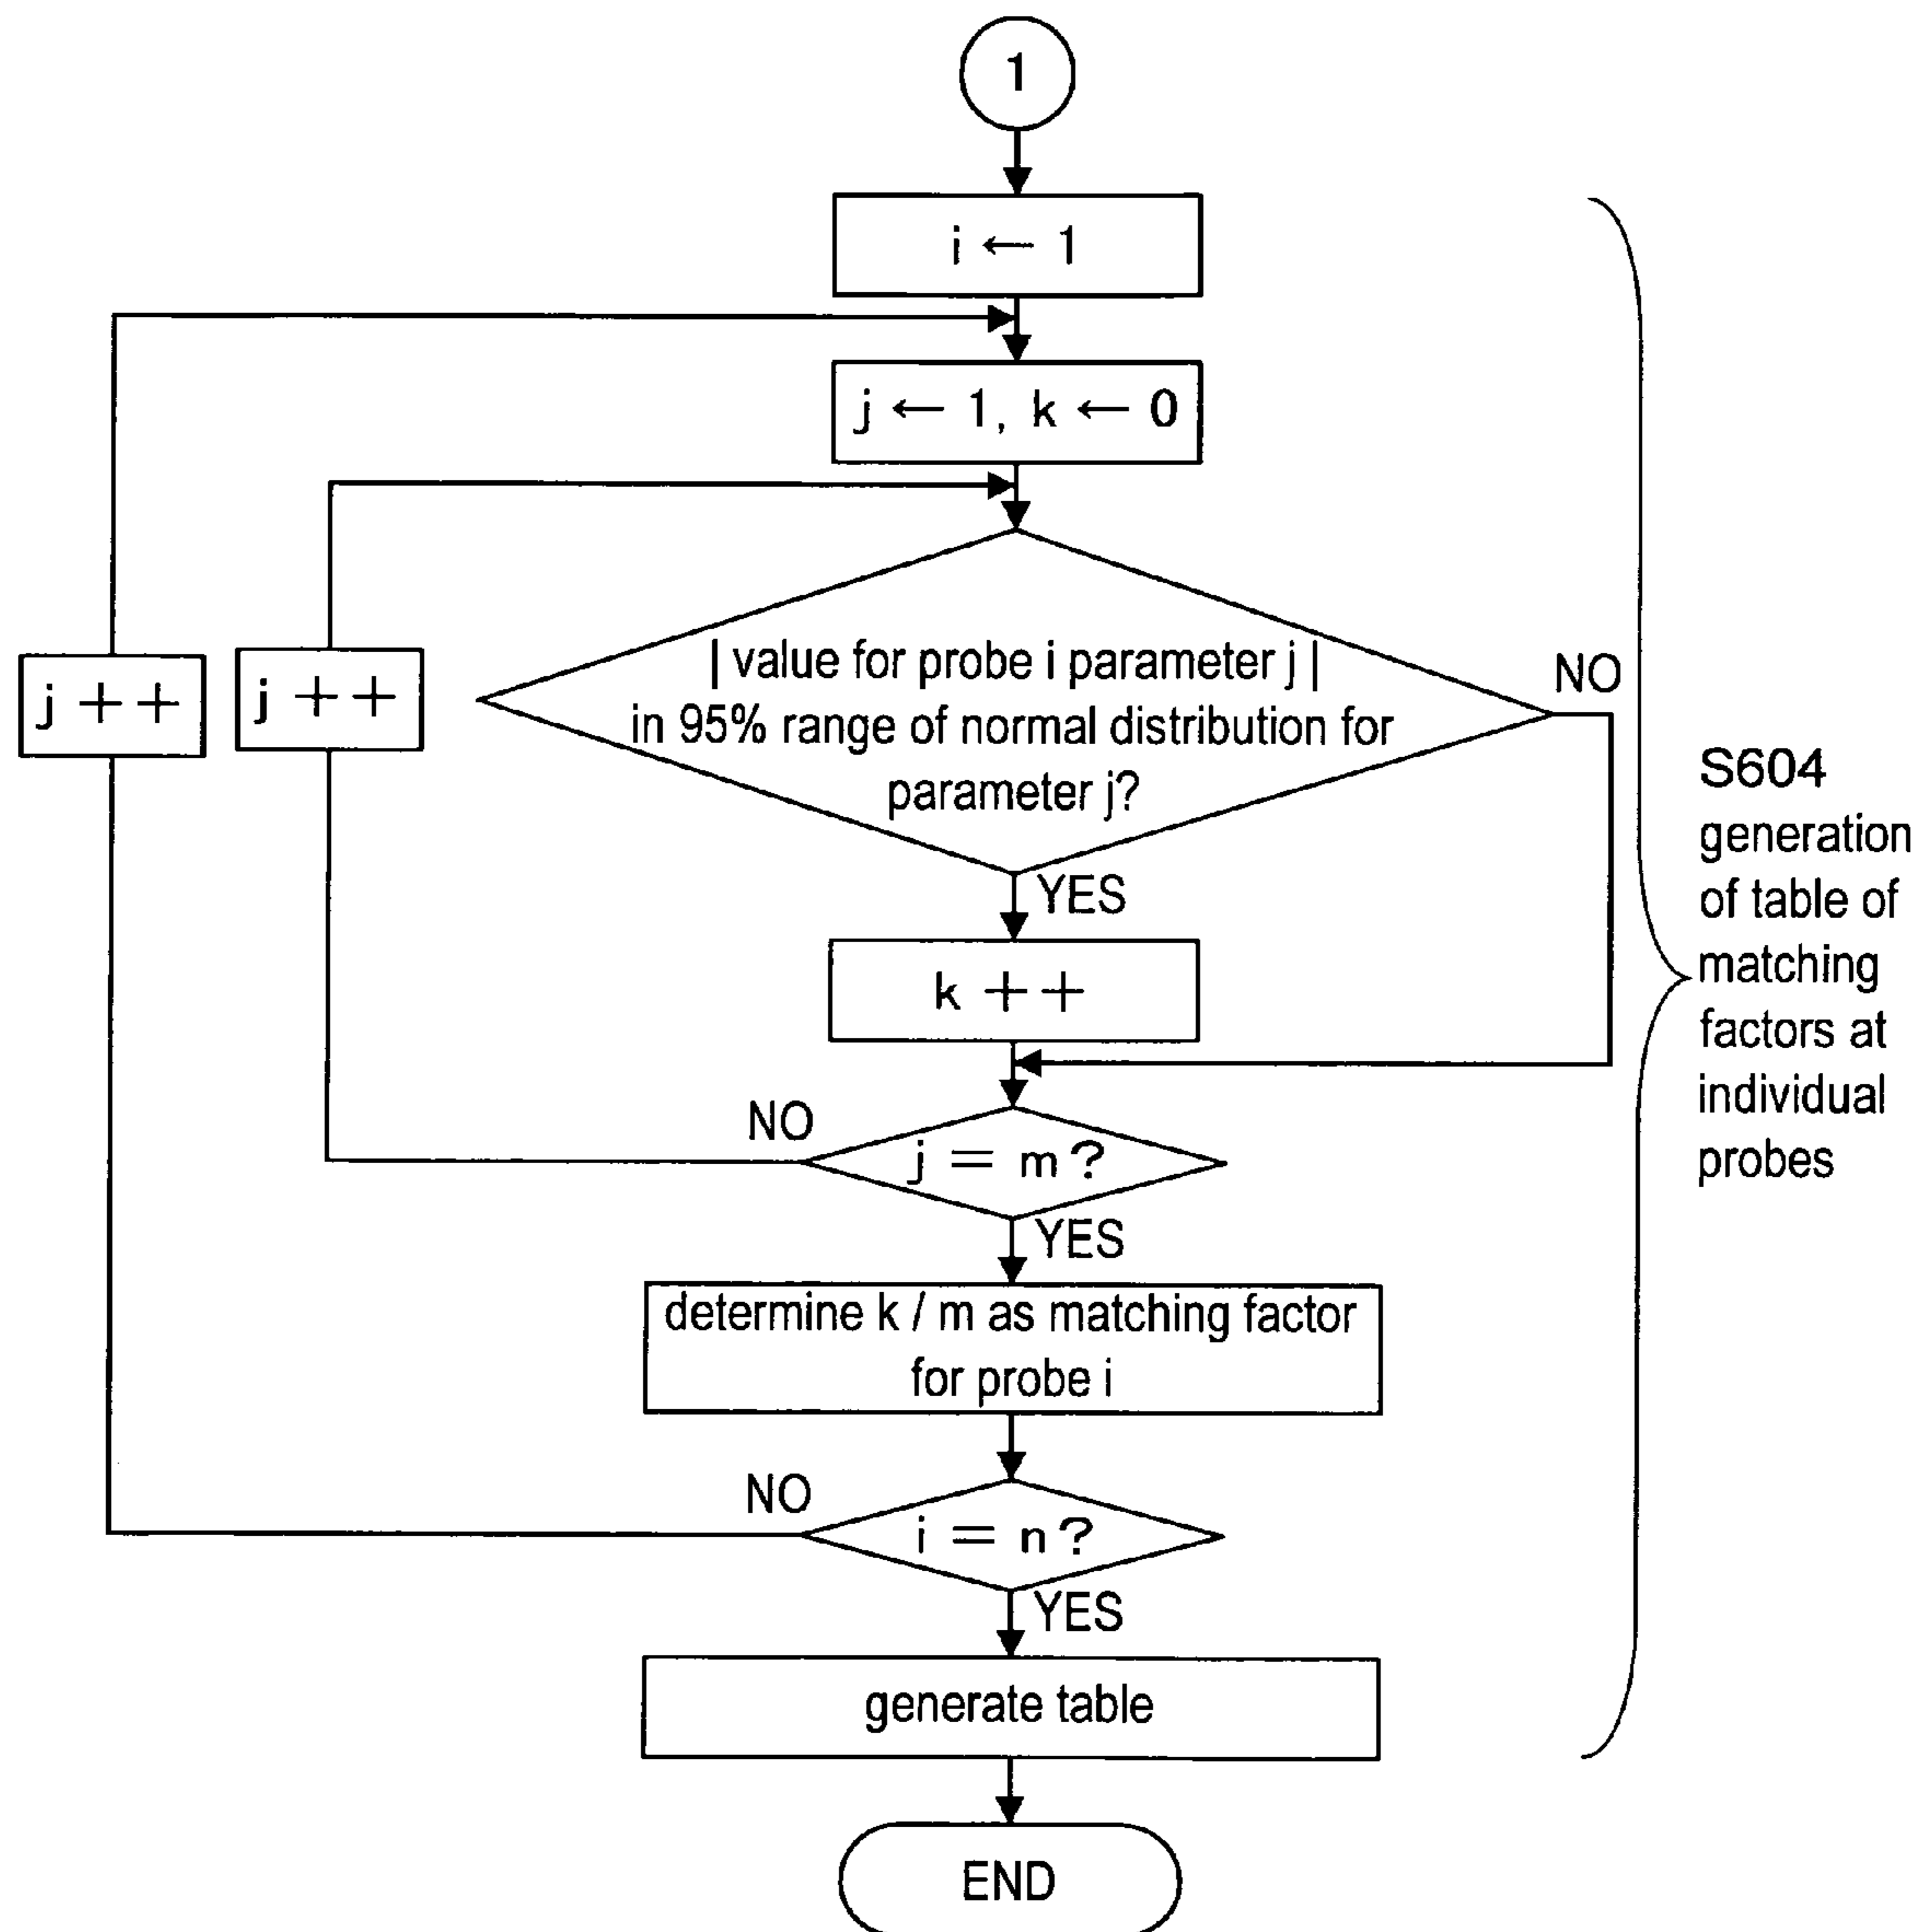 1
i ← 1
j ← 1, k ← 0
j ++
j ++
| value for probe i parameter j |
in 95% range of normal distribution for
parameter j?
NO
YES
k ++
NO
j = m ?
YES
determine k / m as matching factor
for probe i
NO
i = n ?
YES
generate table
END
S604
generation
of table of
matching
factors at
individual
probes